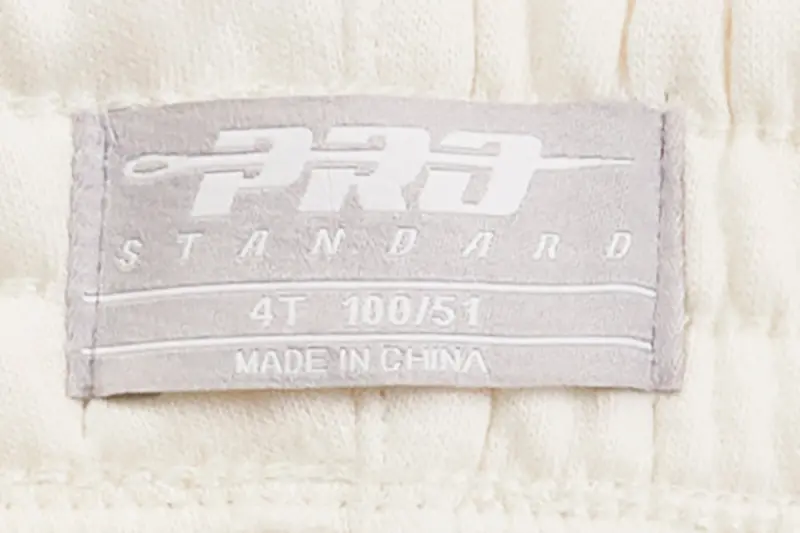 PRO
STANDARD
4T 100/51
MADE IN CHINA